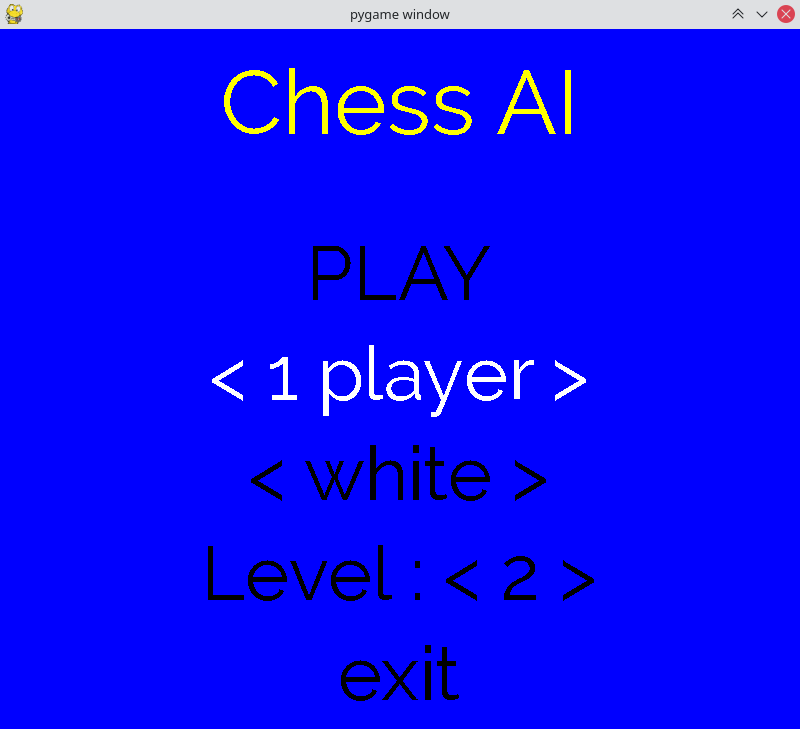 pygame window
Chess AI
PLAY
< 1 player >
< white >
Level : < 2 >
exit